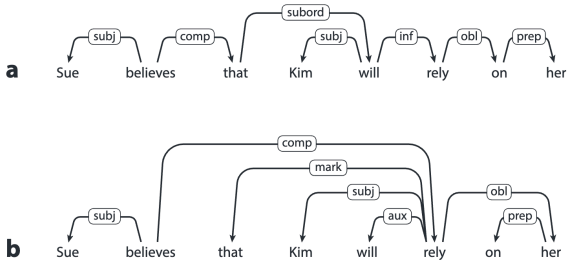 subord
subj comp subj inf obl prep
a Sue believes that Kim will rely on her
comp
mark
subj obl
subj aux prep
b Sue believes that Kim will rely on her